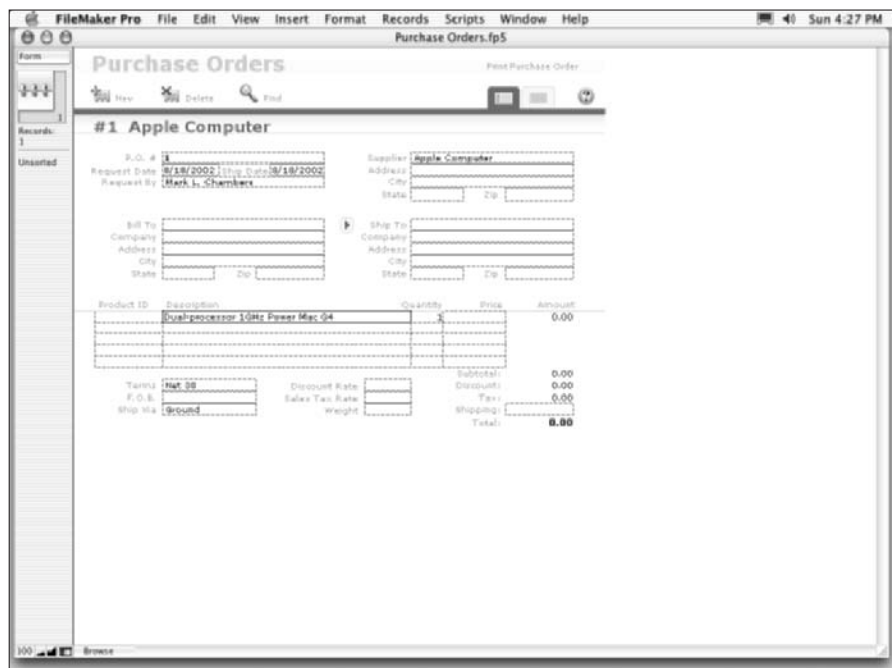 FileMaker Pro File Edit View Insert Format Records Scripts Window Help Sun 4:27 PM
Purchase Orders.fp5
Form
1
Records:
1
Unsorted
Purchase Orders
Print Purchase Order
New Delete Find
#1 Apple Computer
P.O. # 1 Supplier Apple Computer
Request Date 8/18/2002 Ship Date 8/18/2002 Address
Request By Mark L. Chambers City
State Zip
Bill To Ship To
Company Company
Address Address
City City
State Zip State Zip
Product ID Description Quantity Price Amount
Dual-processor 1GHz Power Mac G4 1 0.00
Subtotal: 0.00
Terms Net 30 Discount Rate Discount: 0.00
F.O.B. Sales Tax Rate Tax: 0.00
Ship Via Ground Weight Shipping:
Total: 0.00
100 Browse